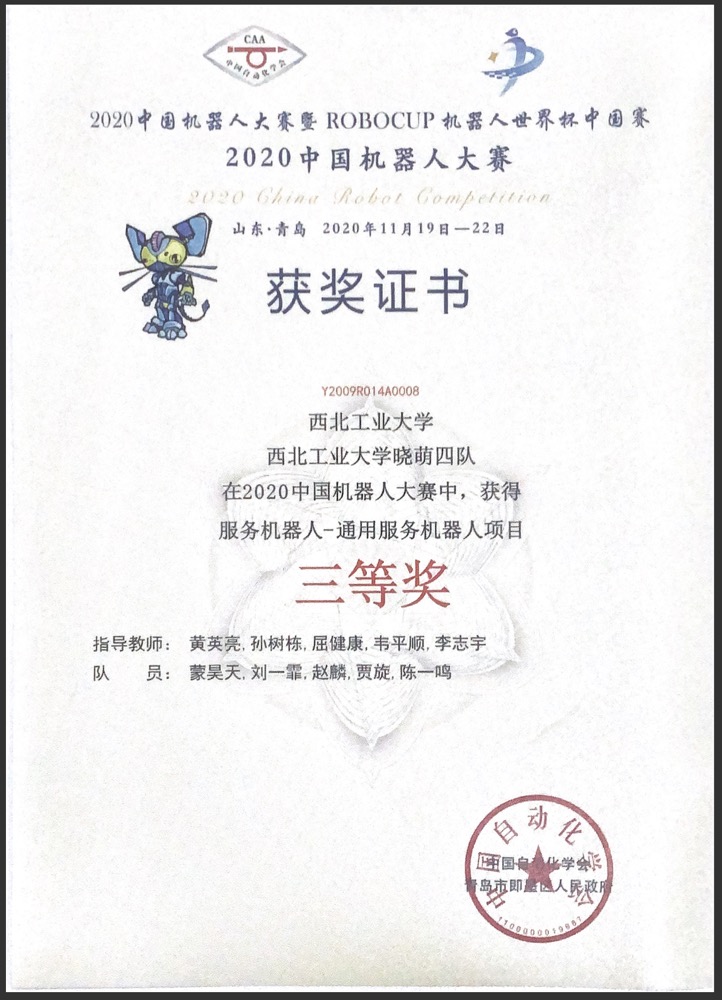 CAA
中国自动化学会
2020中国机器人大赛暨 ROBOCUP 机器人世界杯中国赛
2020中国机器人大赛
2020 China Robot Competition
山东·青岛 2020年11月19日—22日
获奖证书
Y2009R014A0008
西北工业大学
西北工业大学晓萌四队
在2020中国机器人大赛中，获得
服务机器人-通用服务机器人项目
三等奖
指导教师： 黄英亮, 孙树栋, 屈健康, 韦平顺, 李志宇
队 员： 蒙昊天, 刘一霏, 赵麟, 贾旋, 陈一鸣
中国自动化学会
中国自动化学会
青岛市即墨区人民政府